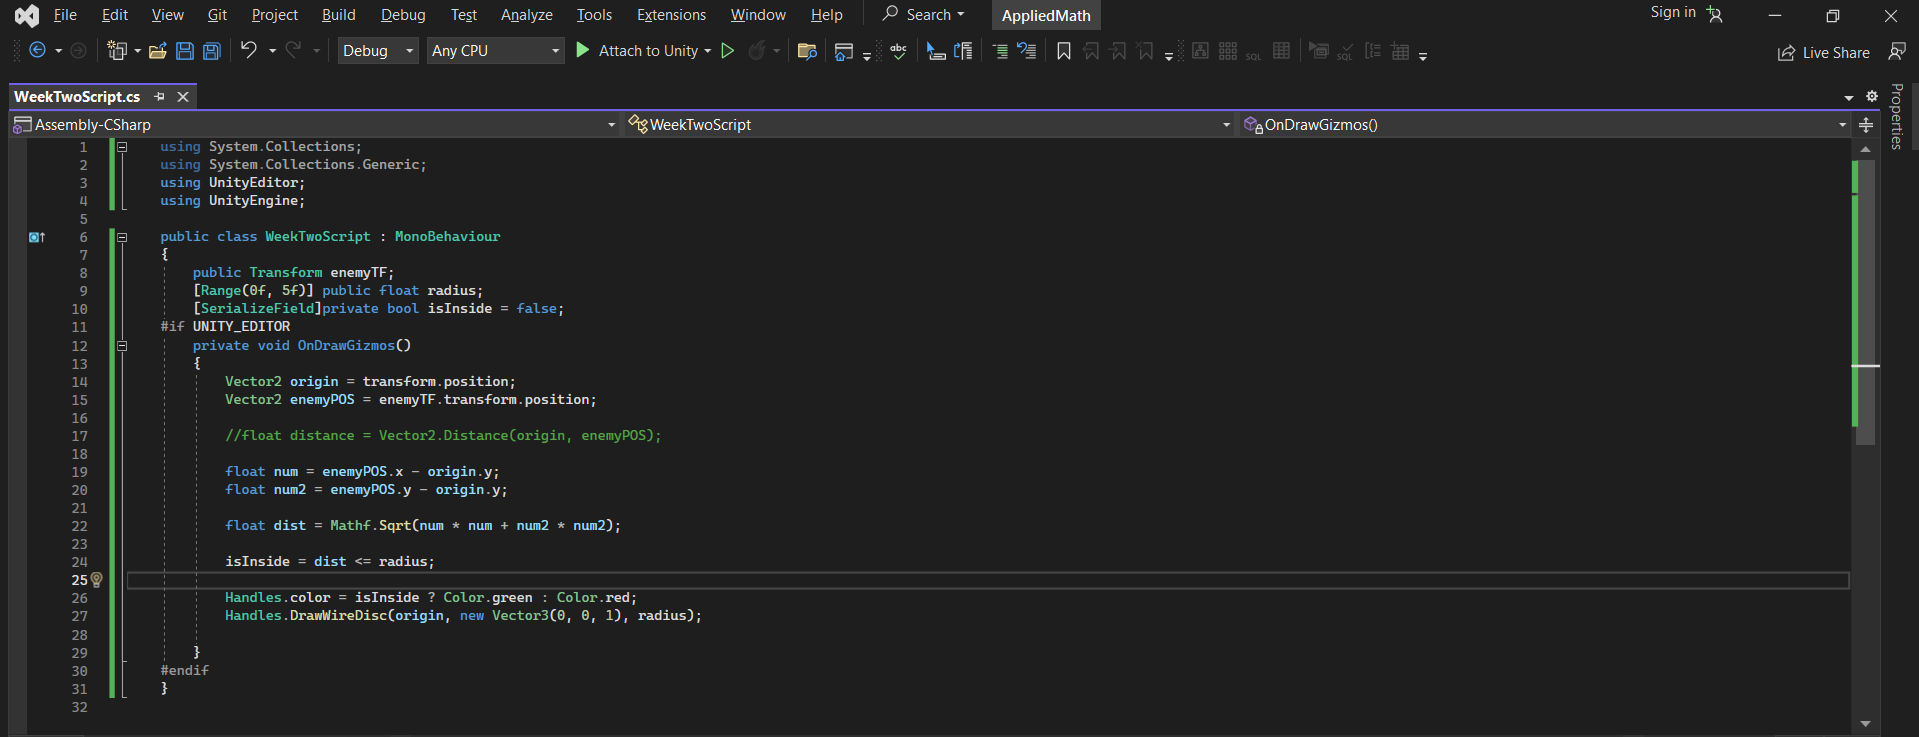 File Edit View Git Project Build Debug Test Analyze Tools Extensions Window Help Search AppliedMath Sign in
Debug Any CPU Attach to Unity abc SQL SQL Live Share
WeekTwoScript.cs
Properties
Assembly-CSharp WeekTwoScript OnDrawGizmos()
1 using System.Collections;
2 using System.Collections.Generic;
3 using UnityEditor;
4 using UnityEngine;
5
6 public class WeekTwoScript : MonoBehaviour
7 {
8 public Transform enemyTF;
9 [Range(0f, 5f)] public float radius;
10 [SerializeField]private bool isInside = false;
11 #if UNITY_EDITOR
12 private void OnDrawGizmos()
13 {
14 Vector2 origin = transform.position;
15 Vector2 enemyPOS = enemyTF.transform.position;
16
17 //float distance = Vector2.Distance(origin, enemyPOS);
18
19 float num = enemyPOS.x - origin.y;
20 float num2 = enemyPOS.y - origin.y;
21
22 float dist = Mathf.Sqrt(num * num + num2 * num2);
23
24 isInside = dist <= radius;
25
26 Handles.color = isInside ? Color.green : Color.red;
27 Handles.DrawWireDisc(origin, new Vector3(0, 0, 1), radius);
28
29 }
30 #endif
31 }
32